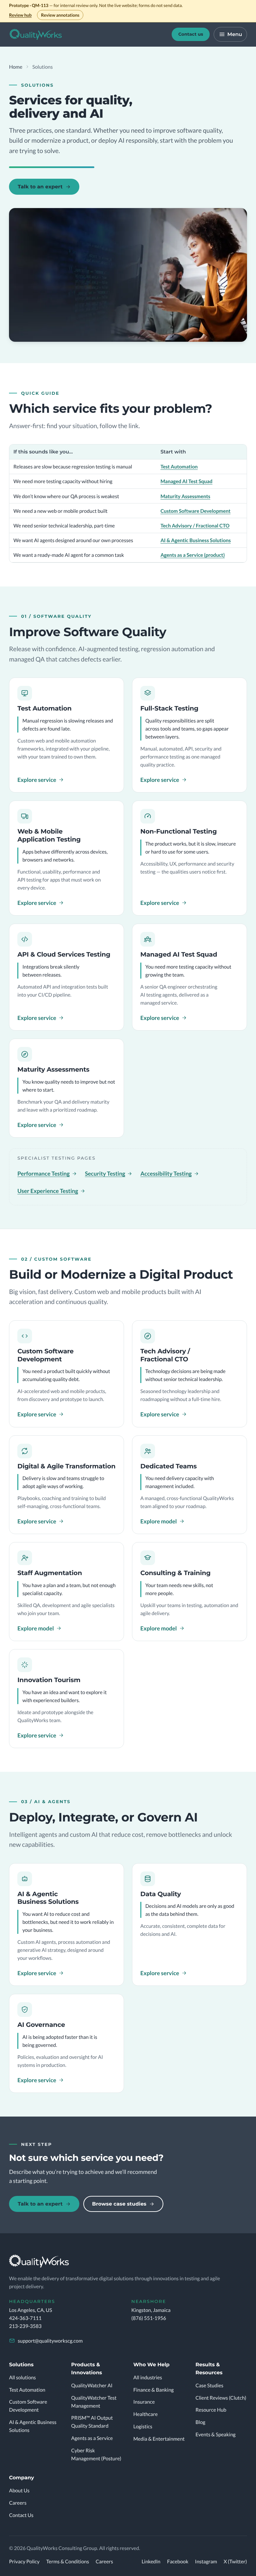 Prototype · QM-113 — for internal review only. Not the live website; forms do not send data.
Review hub
Review annotations
QualityWorks
Contact us
Menu
Home
Solutions
SOLUTIONS
Services for quality,
delivery and AI
Three practices, one standard. Whether you need to improve software quality,
build or modernize a product, or deploy AI responsibly, start with the problem you
are trying to solve.
Talk to an expert →
QUICK GUIDE
Which service fits your problem?
Answer-first: find your situation, follow the link.
If this sounds like you... Start with
Releases are slow because regression testing is manual Test Automation
We need more testing capacity without hiring Managed AI Test Squad
We don't know where our QA process is weakest Maturity Assessments
We need a new web or mobile product built Custom Software Development
We need senior technical leadership, part-time Tech Advisory / Fractional CTO
We want AI agents designed around our own processes AI & Agentic Business Solutions
We want a ready-made AI agent for a common task Agents as a Service (product)
01 / SOFTWARE QUALITY
Improve Software Quality
Release with confidence. AI-augmented testing, regression automation and
managed QA that catches defects earlier.
Test Automation
Manual regression is slowing releases and
defects are found late.
Custom web and mobile automation
frameworks, integrated with your pipeline,
with your team trained to own them.
Explore service →
Full-Stack Testing
Quality responsibilities are split
across tools and teams, so gaps appear
between layers.
Manual, automated, API, security and
performance testing as one managed
quality practice.
Explore service →
Web & Mobile
Application Testing
Apps behave differently across devices,
browsers and networks.
Functional, usability, performance and
API testing for apps that must work on
every device.
Explore service →
Non-Functional Testing
The product works, but it is slow, insecure
or hard to use for some users.
Accessibility, UX, performance and security
testing — the qualities users notice first.
Explore service →
API & Cloud Services Testing
Integrations break silently
between releases.
Automated API and integration tests built
into your CI/CD pipeline.
Explore service →
Managed AI Test Squad
You need more testing capacity without
growing the team.
A senior QA engineer orchestrating
AI testing agents, delivered as a
managed service.
Explore service →
Maturity Assessments
You know quality needs to improve but not
where to start.
Benchmark your QA and delivery maturity
and leave with a prioritized roadmap.
Explore service →
SPECIALIST TESTING PAGES
Performance Testing →
Security Testing →
Accessibility Testing →
User Experience Testing →
02 / CUSTOM SOFTWARE
Build or Modernize a Digital Product
Big vision, fast delivery. Custom web and mobile products built with AI
acceleration and continuous quality.
Custom Software
Development
You need a product built quickly without
accumulating quality debt.
AI-accelerated web and mobile products,
from discovery and prototype to launch.
Explore service →
Tech Advisory /
Fractional CTO
Technology decisions are being made
without senior technical leadership.
Seasoned technology leadership and
roadmapping without a full-time hire.
Explore service →
Digital & Agile Transformation
Delivery is slow and teams struggle to
adopt agile ways of working.
Playbooks, coaching and training to build
self-managing, cross-functional teams.
Explore service →
Dedicated Teams
You need delivery capacity with
management included.
A managed, cross-functional QualityWorks
team aligned to your roadmap.
Explore model →
Staff Augmentation
You have a plan and a team, but not enough
specialist capacity.
Skilled QA, development and agile specialists
who join your team.
Explore model →
Consulting & Training
Your team needs new skills, not
more people.
Upskill your teams in testing, automation and
agile delivery.
Explore model →
Innovation Tourism
You have an idea and want to explore it
with experienced builders.
Ideate and prototype alongside the
QualityWorks team.
Explore service →
03 / AI & AGENTS
Deploy, Integrate, or Govern AI
Intelligent agents and custom AI that reduce cost, remove bottlenecks and unlock
new capabilities.
AI & Agentic
Business Solutions
You want AI to reduce cost and
bottlenecks, but need it to work reliably in
your business.
Custom AI agents, process automation and
generative AI strategy, designed around
your workflows.
Explore service →
Data Quality
Decisions and AI models are only as good
as the data behind them.
Accurate, consistent, complete data for
decisions and AI.
Explore service →
AI Governance
AI is being adopted faster than it is
being governed.
Policies, evaluation and oversight for AI
systems in production.
Explore service →
NEXT STEP
Not sure which service you need?
Describe what you're trying to achieve and we'll recommend
a starting point.
Talk to an expert →
Browse case studies →
QualityWorks
We enable the delivery of transformative digital solutions through innovations in testing and agile
project delivery.
HEADQUARTERS
Los Angeles, CA, US
424-363-7111
213-239-3583
NEARSHORE
Kingston, Jamaica
(876) 551-1956
support@qualityworkscg.com
Solutions
All solutions
Test Automation
Custom Software
Development
AI & Agentic Business
Solutions
Products &
Innovations
QualityWatcher AI
QualityWatcher Test
Management
PRISM™ AI Output
Quality Standard
Agents as a Service
Cyber Risk
Management (Posture)
Who We Help
All industries
Finance & Banking
Insurance
Healthcare
Logistics
Media & Entertainment
Results &
Resources
Case Studies
Client Reviews (Clutch)
Resource Hub
Blog
Events & Speaking
Company
About Us
Careers
Contact Us
© 2026 QualityWorks Consulting Group. All rights reserved.
Privacy Policy Terms & Conditions Careers
LinkedIn Facebook Instagram X (Twitter)